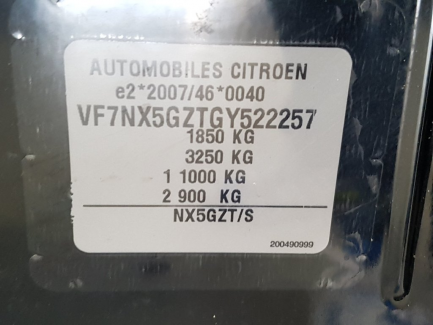 AUTOMOBILES CITROEN
e2*2007/46*0040
VF7NX5GZTGY522257
1850 KG
3250 KG
1 1000 KG
2 900 KG
NX5GZT/S
200490999